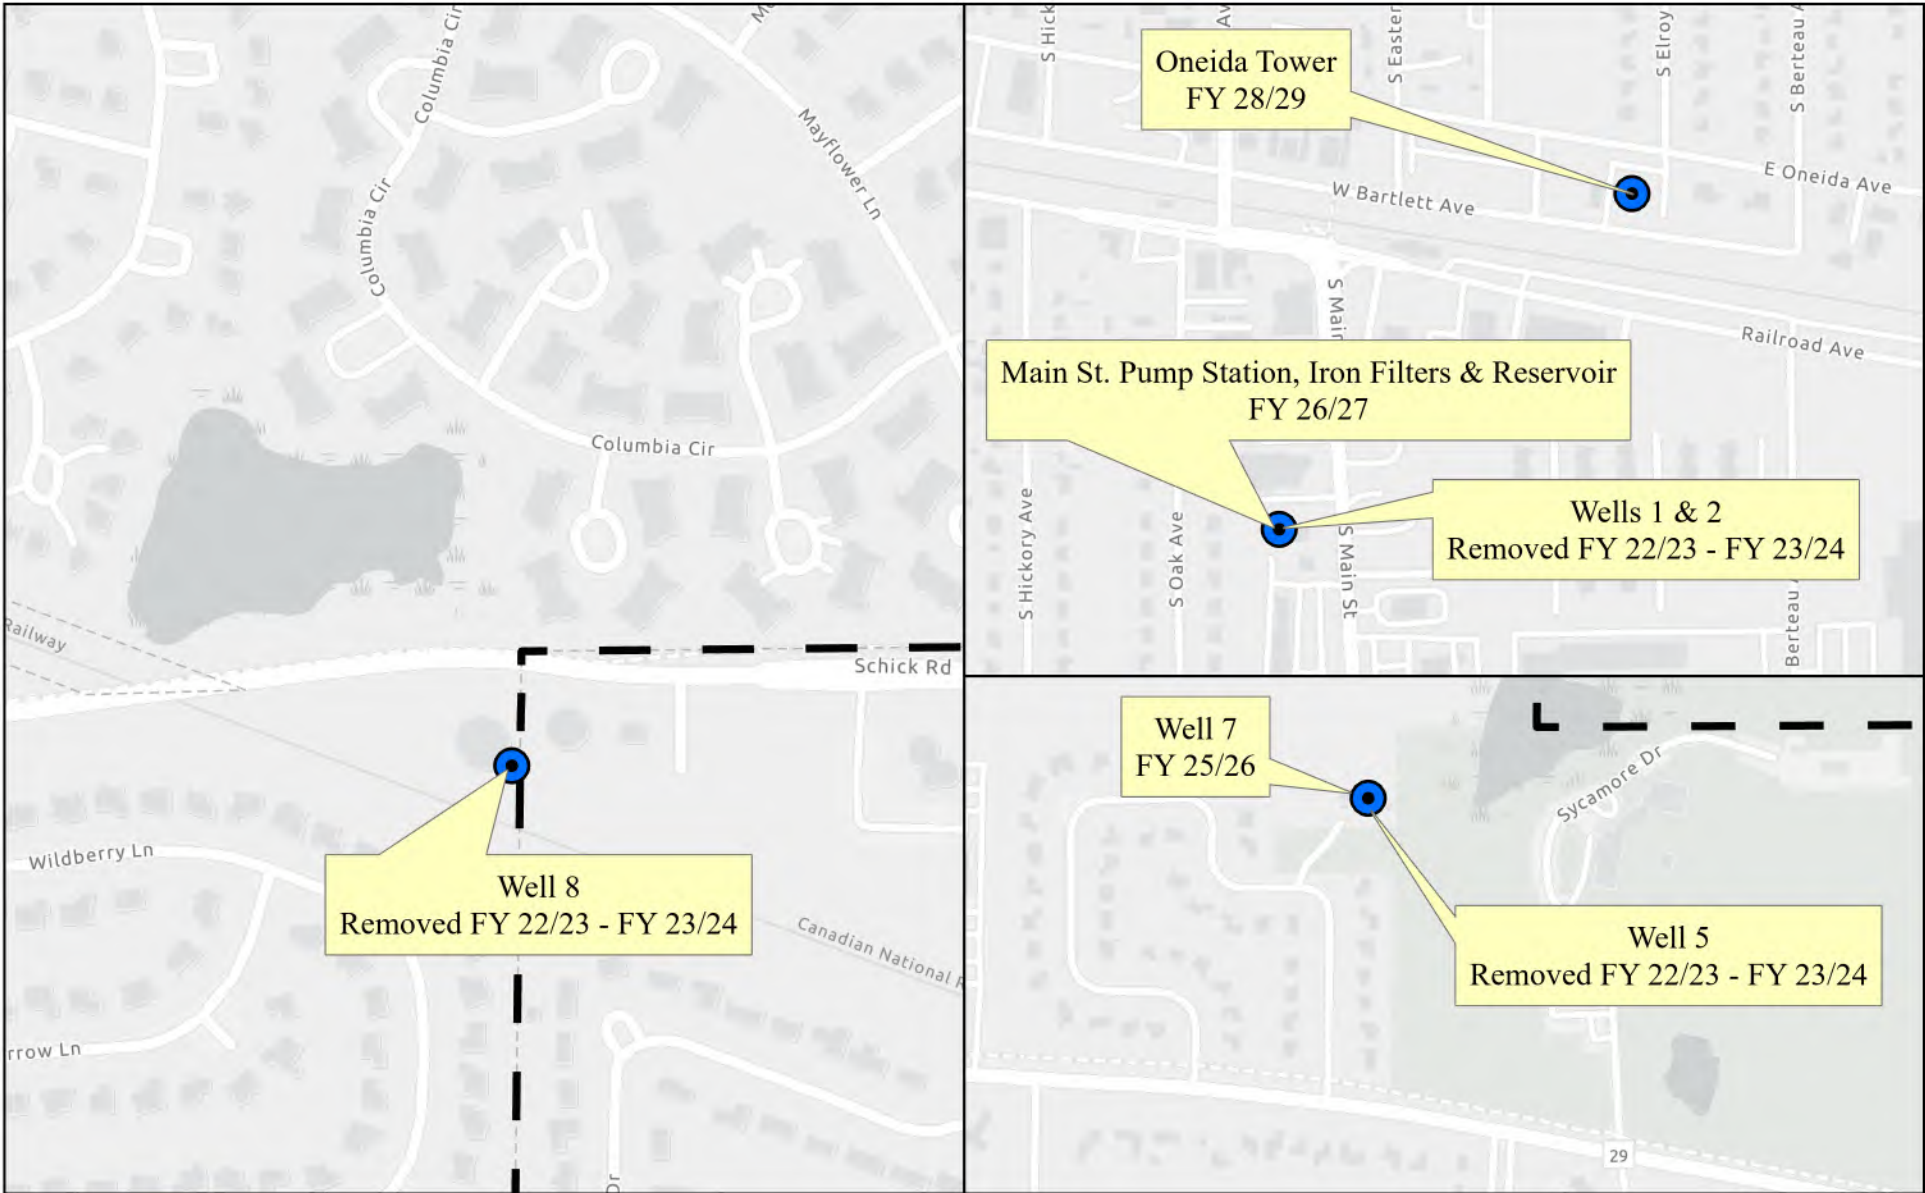 Columbia Cir
Mayflower Ln
Columbia Cir
Columbia Cir
Railway
Schick Rd
Wildberry Ln
Well 8
Removed FY 22/23 - FY 23/24
Canadian National
rrow Ln
Dr
S Hick
Av
S Easter
S Elroy
S Berteau A
Oneida Tower
FY 28/29
E Oneida Ave
W Bartlett Ave
S Main
Railroad Ave
Main St. Pump Station, Iron Filters & Reservoir
FY 26/27
Wells 1 & 2
Removed FY 22/23 - FY 23/24
S Hickory Ave
S Oak Ave
S Main St
Berteau
Well 7
FY 25/26
Sycamore Dr
Well 5
Removed FY 22/23 - FY 23/24
29